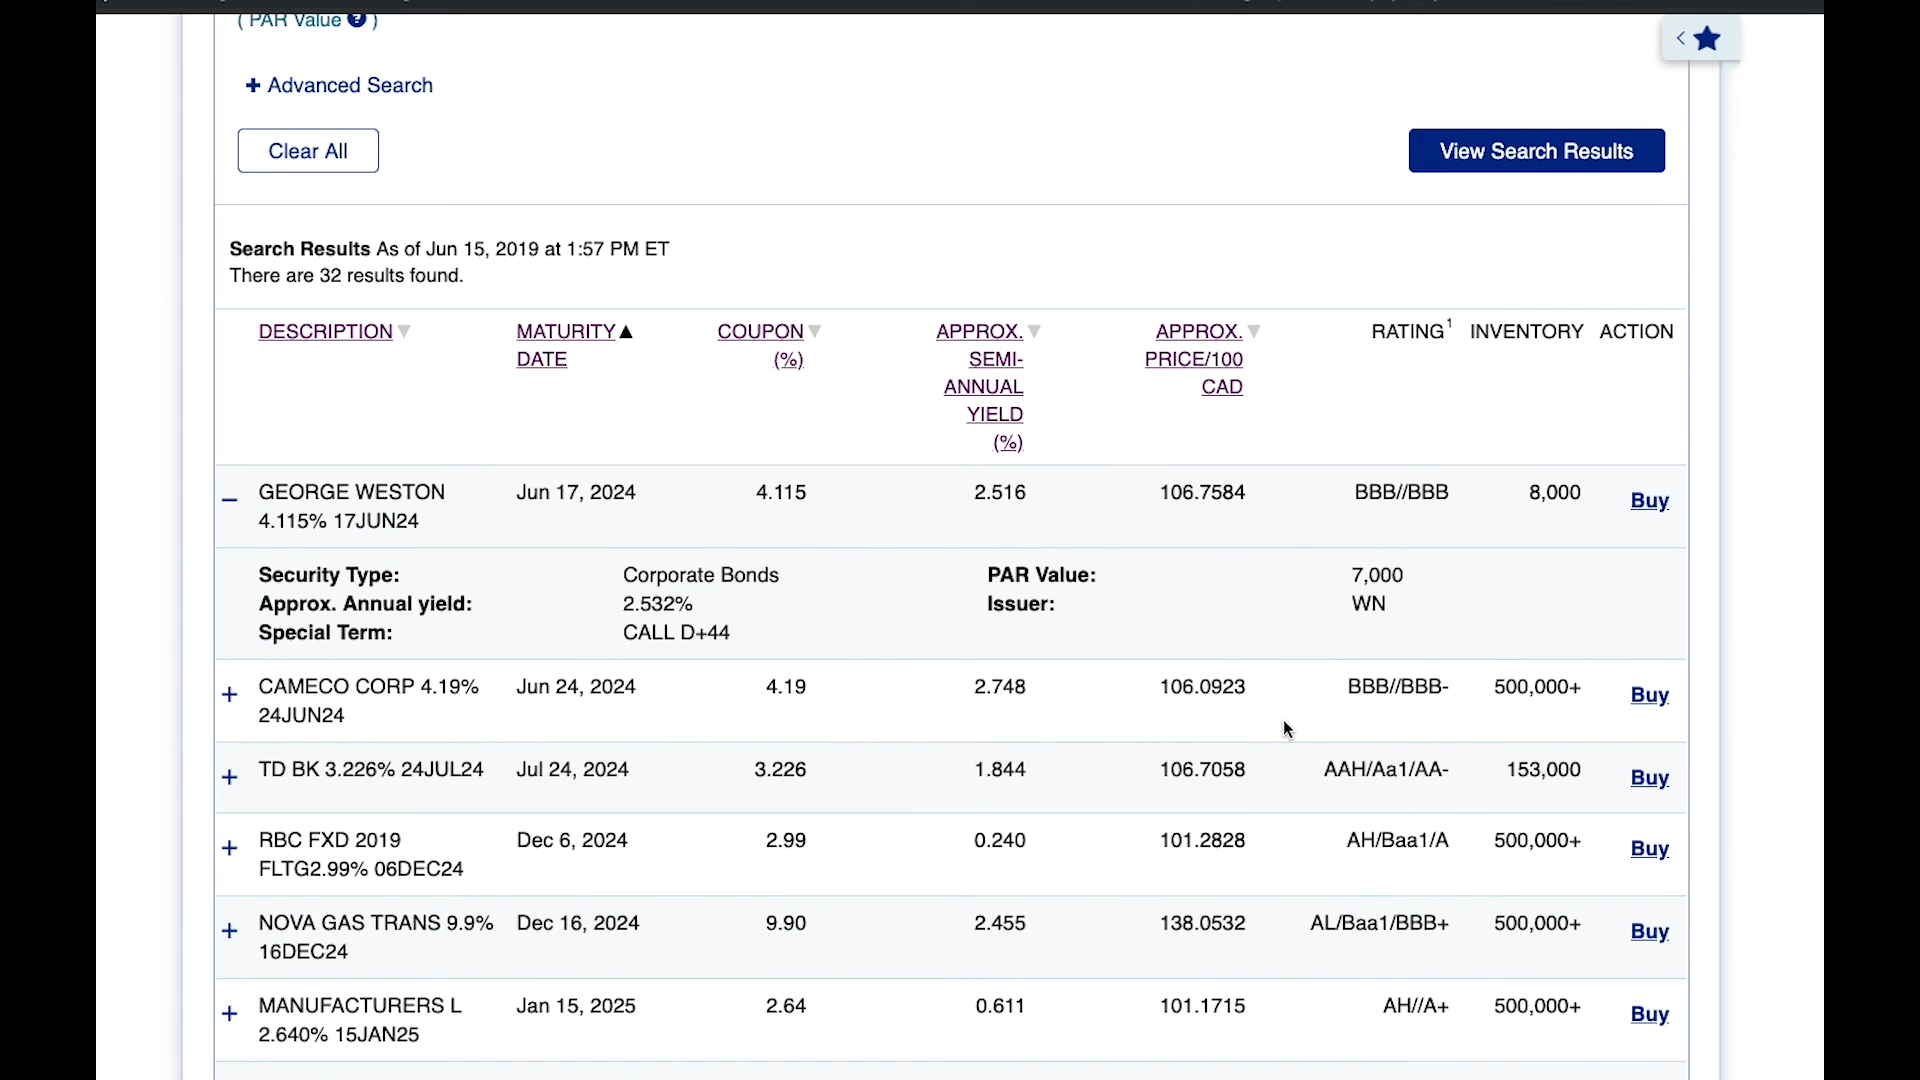 ( PAR Value ? )
+ Advanced Search
Clear All
View Search Results
Search Results As of Jun 15, 2019 at 1:57 PM ET
There are 32 results found.
DESCRIPTION MATURITY DATE COUPON (%) APPROX. SEMI-ANNUAL YIELD (%) APPROX. PRICE/100 CAD RATING1 INVENTORY ACTION
GEORGE WESTON Jun 17, 2024 4.115 2.516 106.7584 BBB//BBB 8,000 Buy
4.115% 17JUN24
Security Type: Corporate Bonds PAR Value: 7,000
Approx. Annual yield: 2.532% Issuer: WN
Special Term: CALL D+44
CAMECO CORP 4.19% Jun 24, 2024 4.19 2.748 106.0923 BBB//BBB- 500,000+ Buy
24JUN24
TD BK 3.226% 24JUL24 Jul 24, 2024 3.226 1.844 106.7058 AAH/Aa1/AA- 153,000 Buy
RBC FXD 2019 Dec 6, 2024 2.99 0.240 101.2828 AH/Baa1/A 500,000+ Buy
FLTG2.99% 06DEC24
NOVA GAS TRANS 9.9% Dec 16, 2024 9.90 2.455 138.0532 AL/Baa1/BBB+ 500,000+ Buy
16DEC24
MANUFACTURERS L Jan 15, 2025 2.64 0.611 101.1715 AH//A+ 500,000+ Buy
2.640% 15JAN25